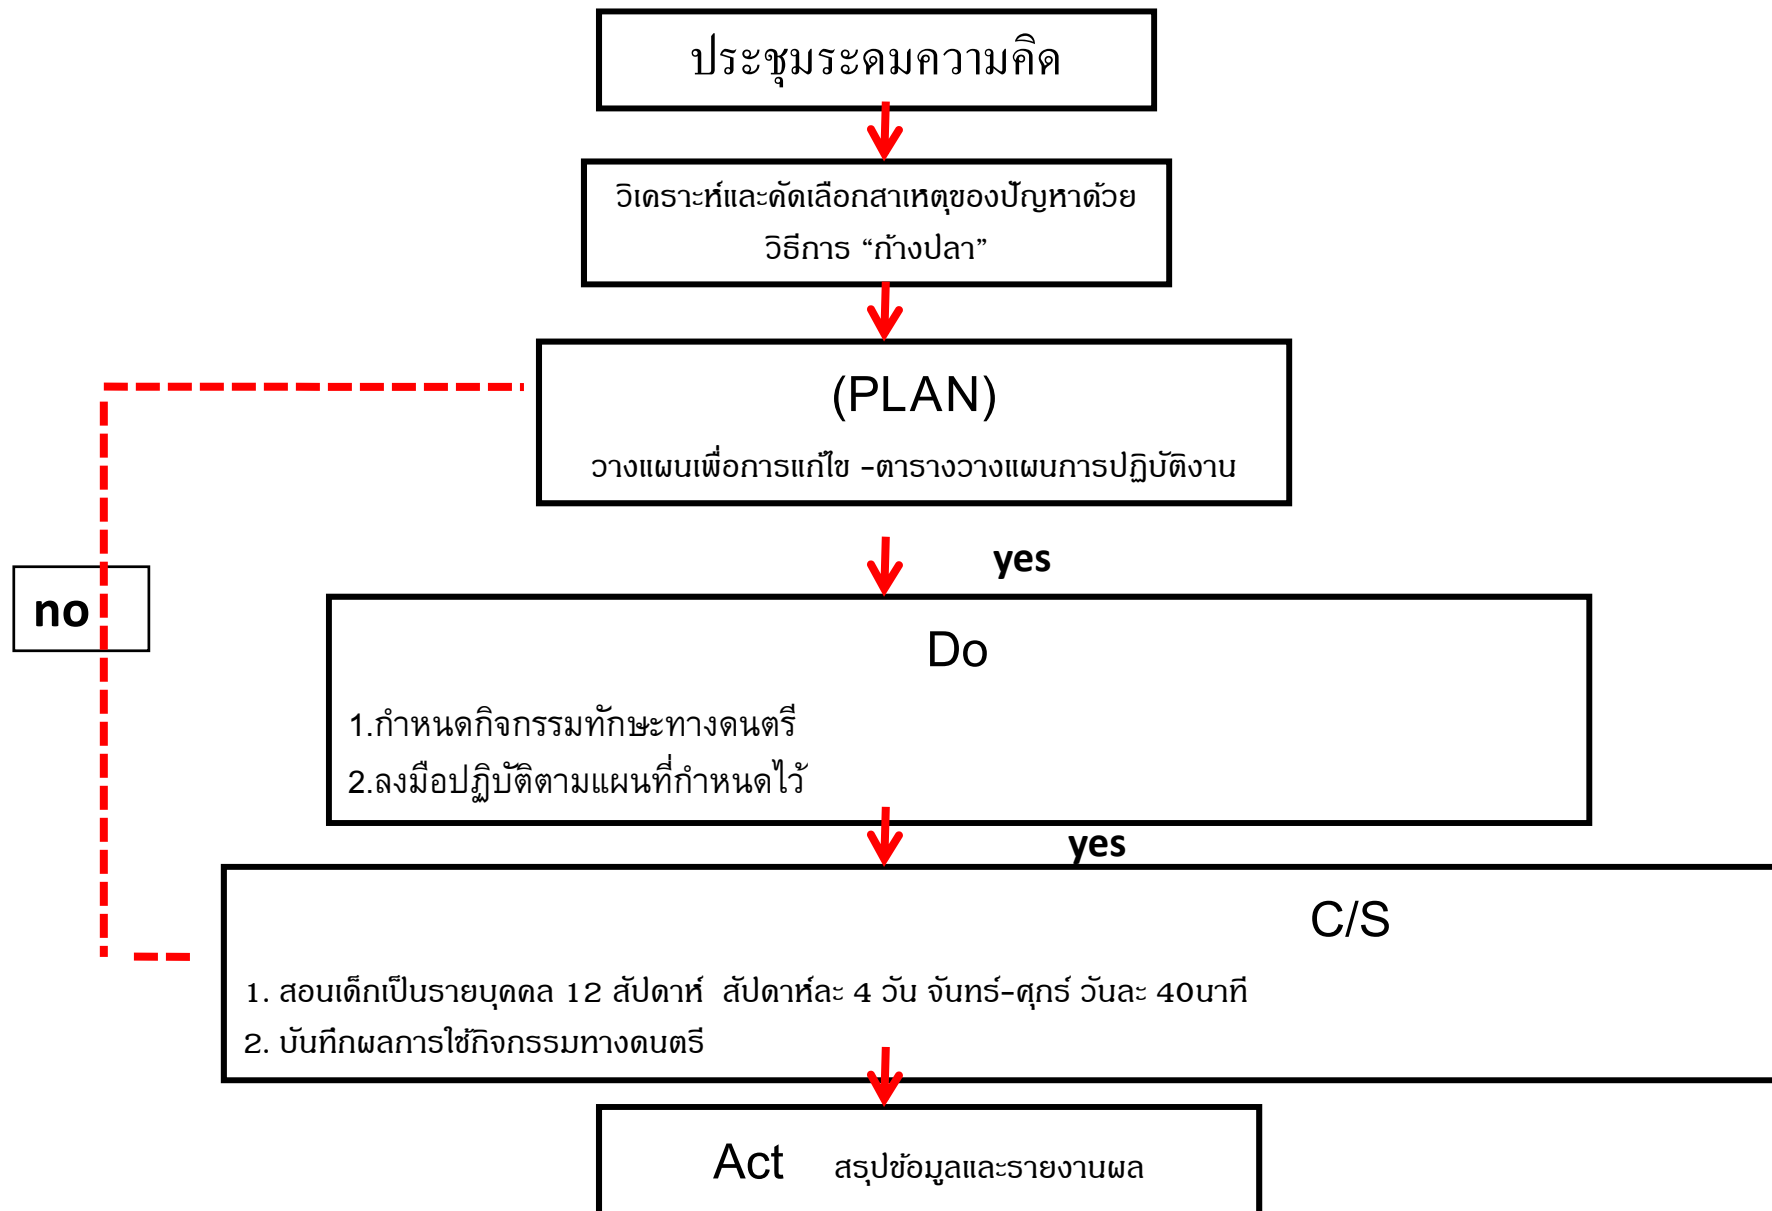 ประชุมระดมความคิด
วิเคราะห์และคัดเลือกสาเหตุของปัญหาด้วย
วิธีการ “ก้างปลา”
(PLAN)
วางแผนเพื่อการแก้ไข -ตารางวางแผนการปฏิบัติงาน
yes
no
Do
1.กำหนดกิจกรรมทักษะทางดนตรี
2.ลงมือปฏิบัติตามแผนที่กำหนดไว้
yes
C/S
1. สอนเด็กเป็นรายบุคคล 12 สัปดาห์ สัปดาห์ละ 4 วัน จันทร์-ศุกร์ วันละ 40นาที
2. บันทึกผลการใช้กิจกรรมทางดนตรี
Act สรุปข้อมูลและรายงานผล